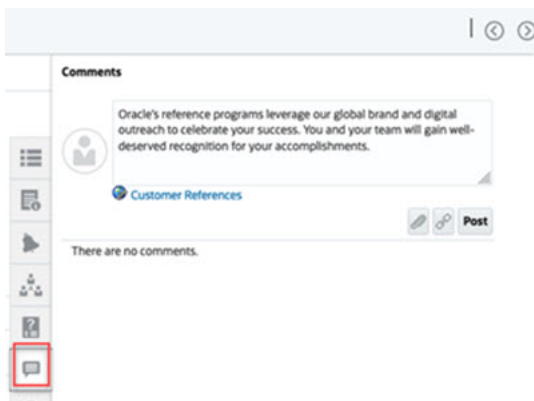 Comments
Oracle's reference programs leverage our global brand and digital
outreach to celebrate your success. You and your team will gain well-
deserved recognition for your accomplishments.
Customer References
Post
There are no comments.